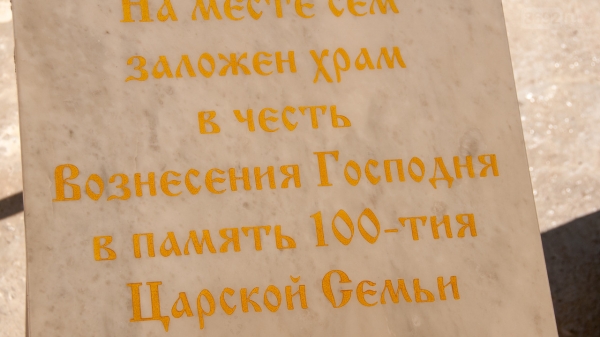 На месте сем
заложен храм
в честь
Вознесения Господня
в память 100-тия
Царской Семьи